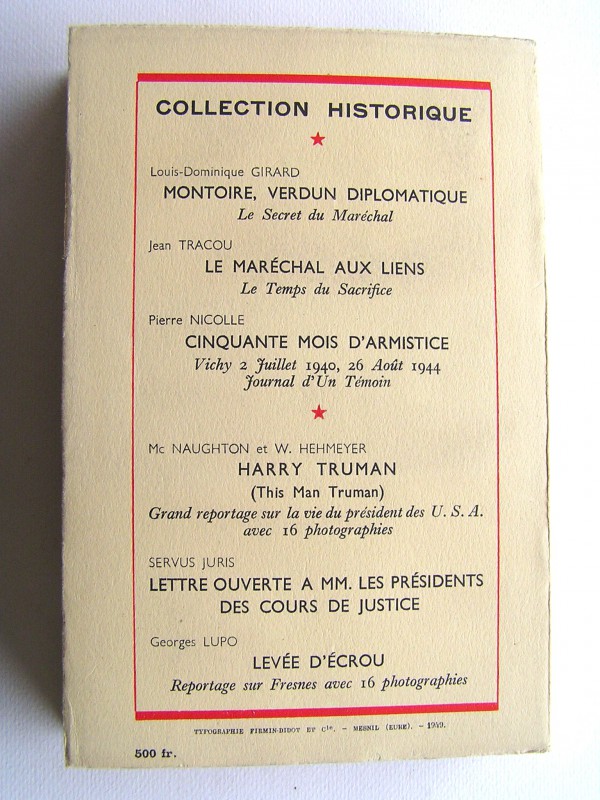 COLLECTION HISTORIQUE
Louis-Dominique GIRARD
MONTOIRE, VERDUN DIPLOMATIQUE
Le Secret du Maréchal
Jean TRACOU
LE MARÉCHAL AUX LIENS
Le Temps du Sacrifice
Pierre NICOLLE
CINQUANTE MOIS D'ARMISTICE
Vichy 2 Juillet 1940, 26 Août 1944
Journal d'Un Témoin
Mc NAUGHTON et W. HEHMEYER
HARRY TRUMAN
(This Man Truman)
Grand reportage sur la vie du président des U. S. A.
avec 16 photographies
SERVUS JURIS
LETTRE OUVERTE A MM. LES PRÉSIDENTS
DES COURS DE JUSTICE
Georges LUPO
LEVÉE D'ÉCROU
Reportage sur Fresnes avec 16 photographies
TYPOGRAPHIE FIRMIN-DIDOT ET Cie. – MESNIL (EURE). – 1949.
500 fr.